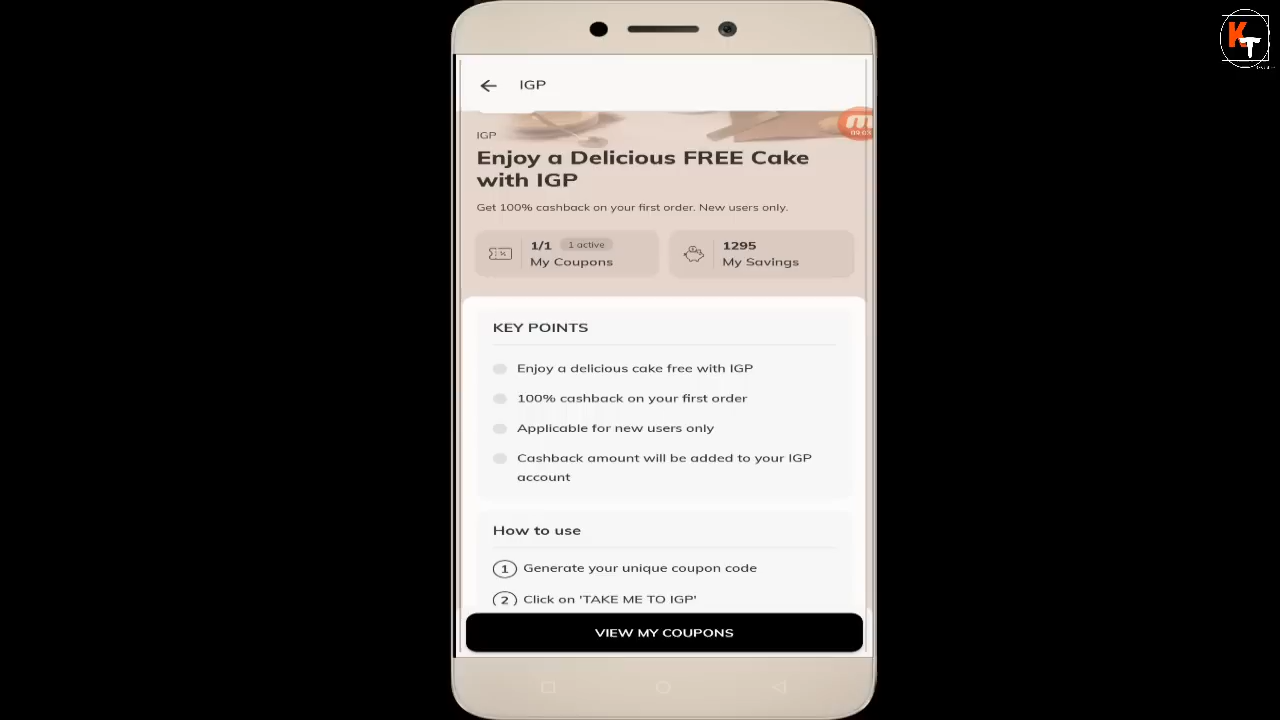 KT
IGP
09:03
IGP
Enjoy a Delicious FREE Cake
with IGP
Get 100% cashback on your first order. New users only.
1/1 1 active
My Coupons
1295
My Savings
KEY POINTS
Enjoy a delicious cake free with IGP
100% cashback on your first order
Applicable for new users only
Cashback amount will be added to your IGP
account
How to use
1 Generate your unique coupon code
2 Click on 'TAKE ME TO IGP'
VIEW MY COUPONS